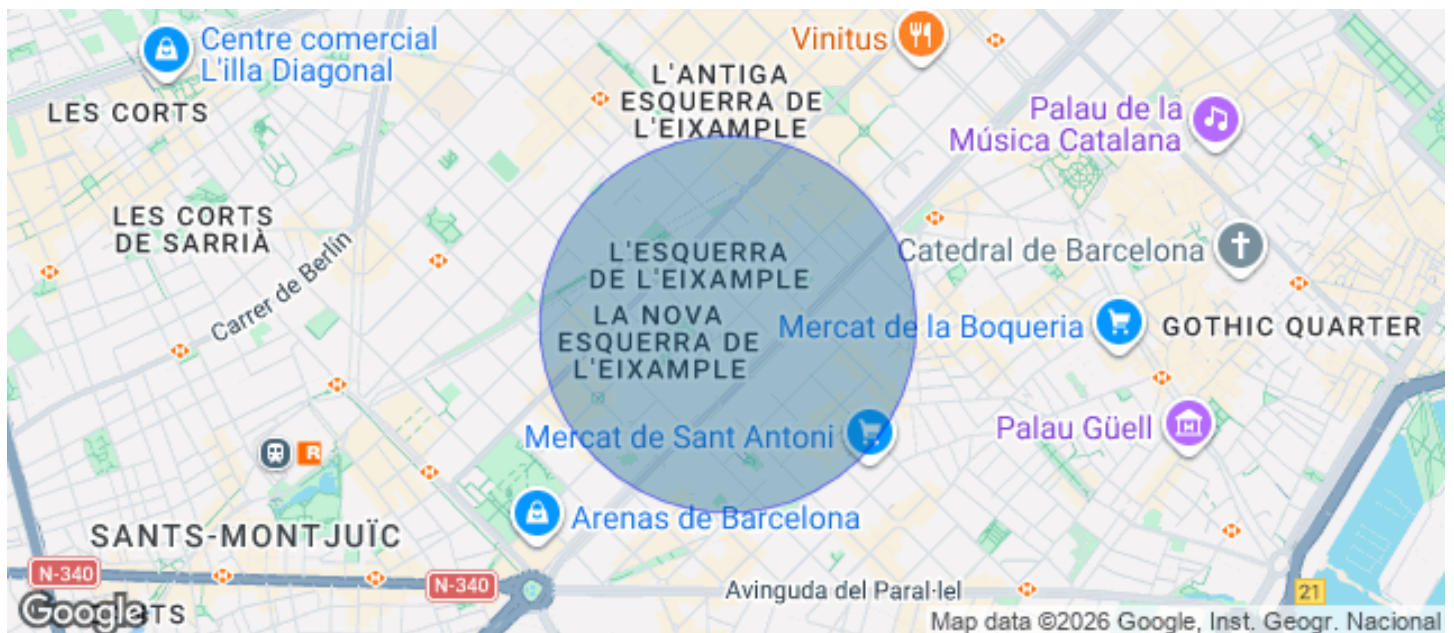 Centre comercial
L'illa Diagonal
Vinitus
L'ANTIGA
ESQUERRA DE
L'EIXAMPLE
LES CORTS
Palau de la
Música Catalana
LES CORTS
DE SARRIÀ
Carrer de Berlín
L'ESQUERRA
DE L'EIXAMPLE
Catedral de Barcelona
LA NOVA
ESQUERRA DE
L'EIXAMPLE
Mercat de la Boqueria
GOTHIC QUARTER
Mercat de Sant Antoni
Palau Güell
R
Arenas de Barcelona
SANTS-MONTJUÏC
N-340
N-340
Avinguda del Paral·lel
21
Google
Map data ©2026 Google, Inst. Geogr. Nacional